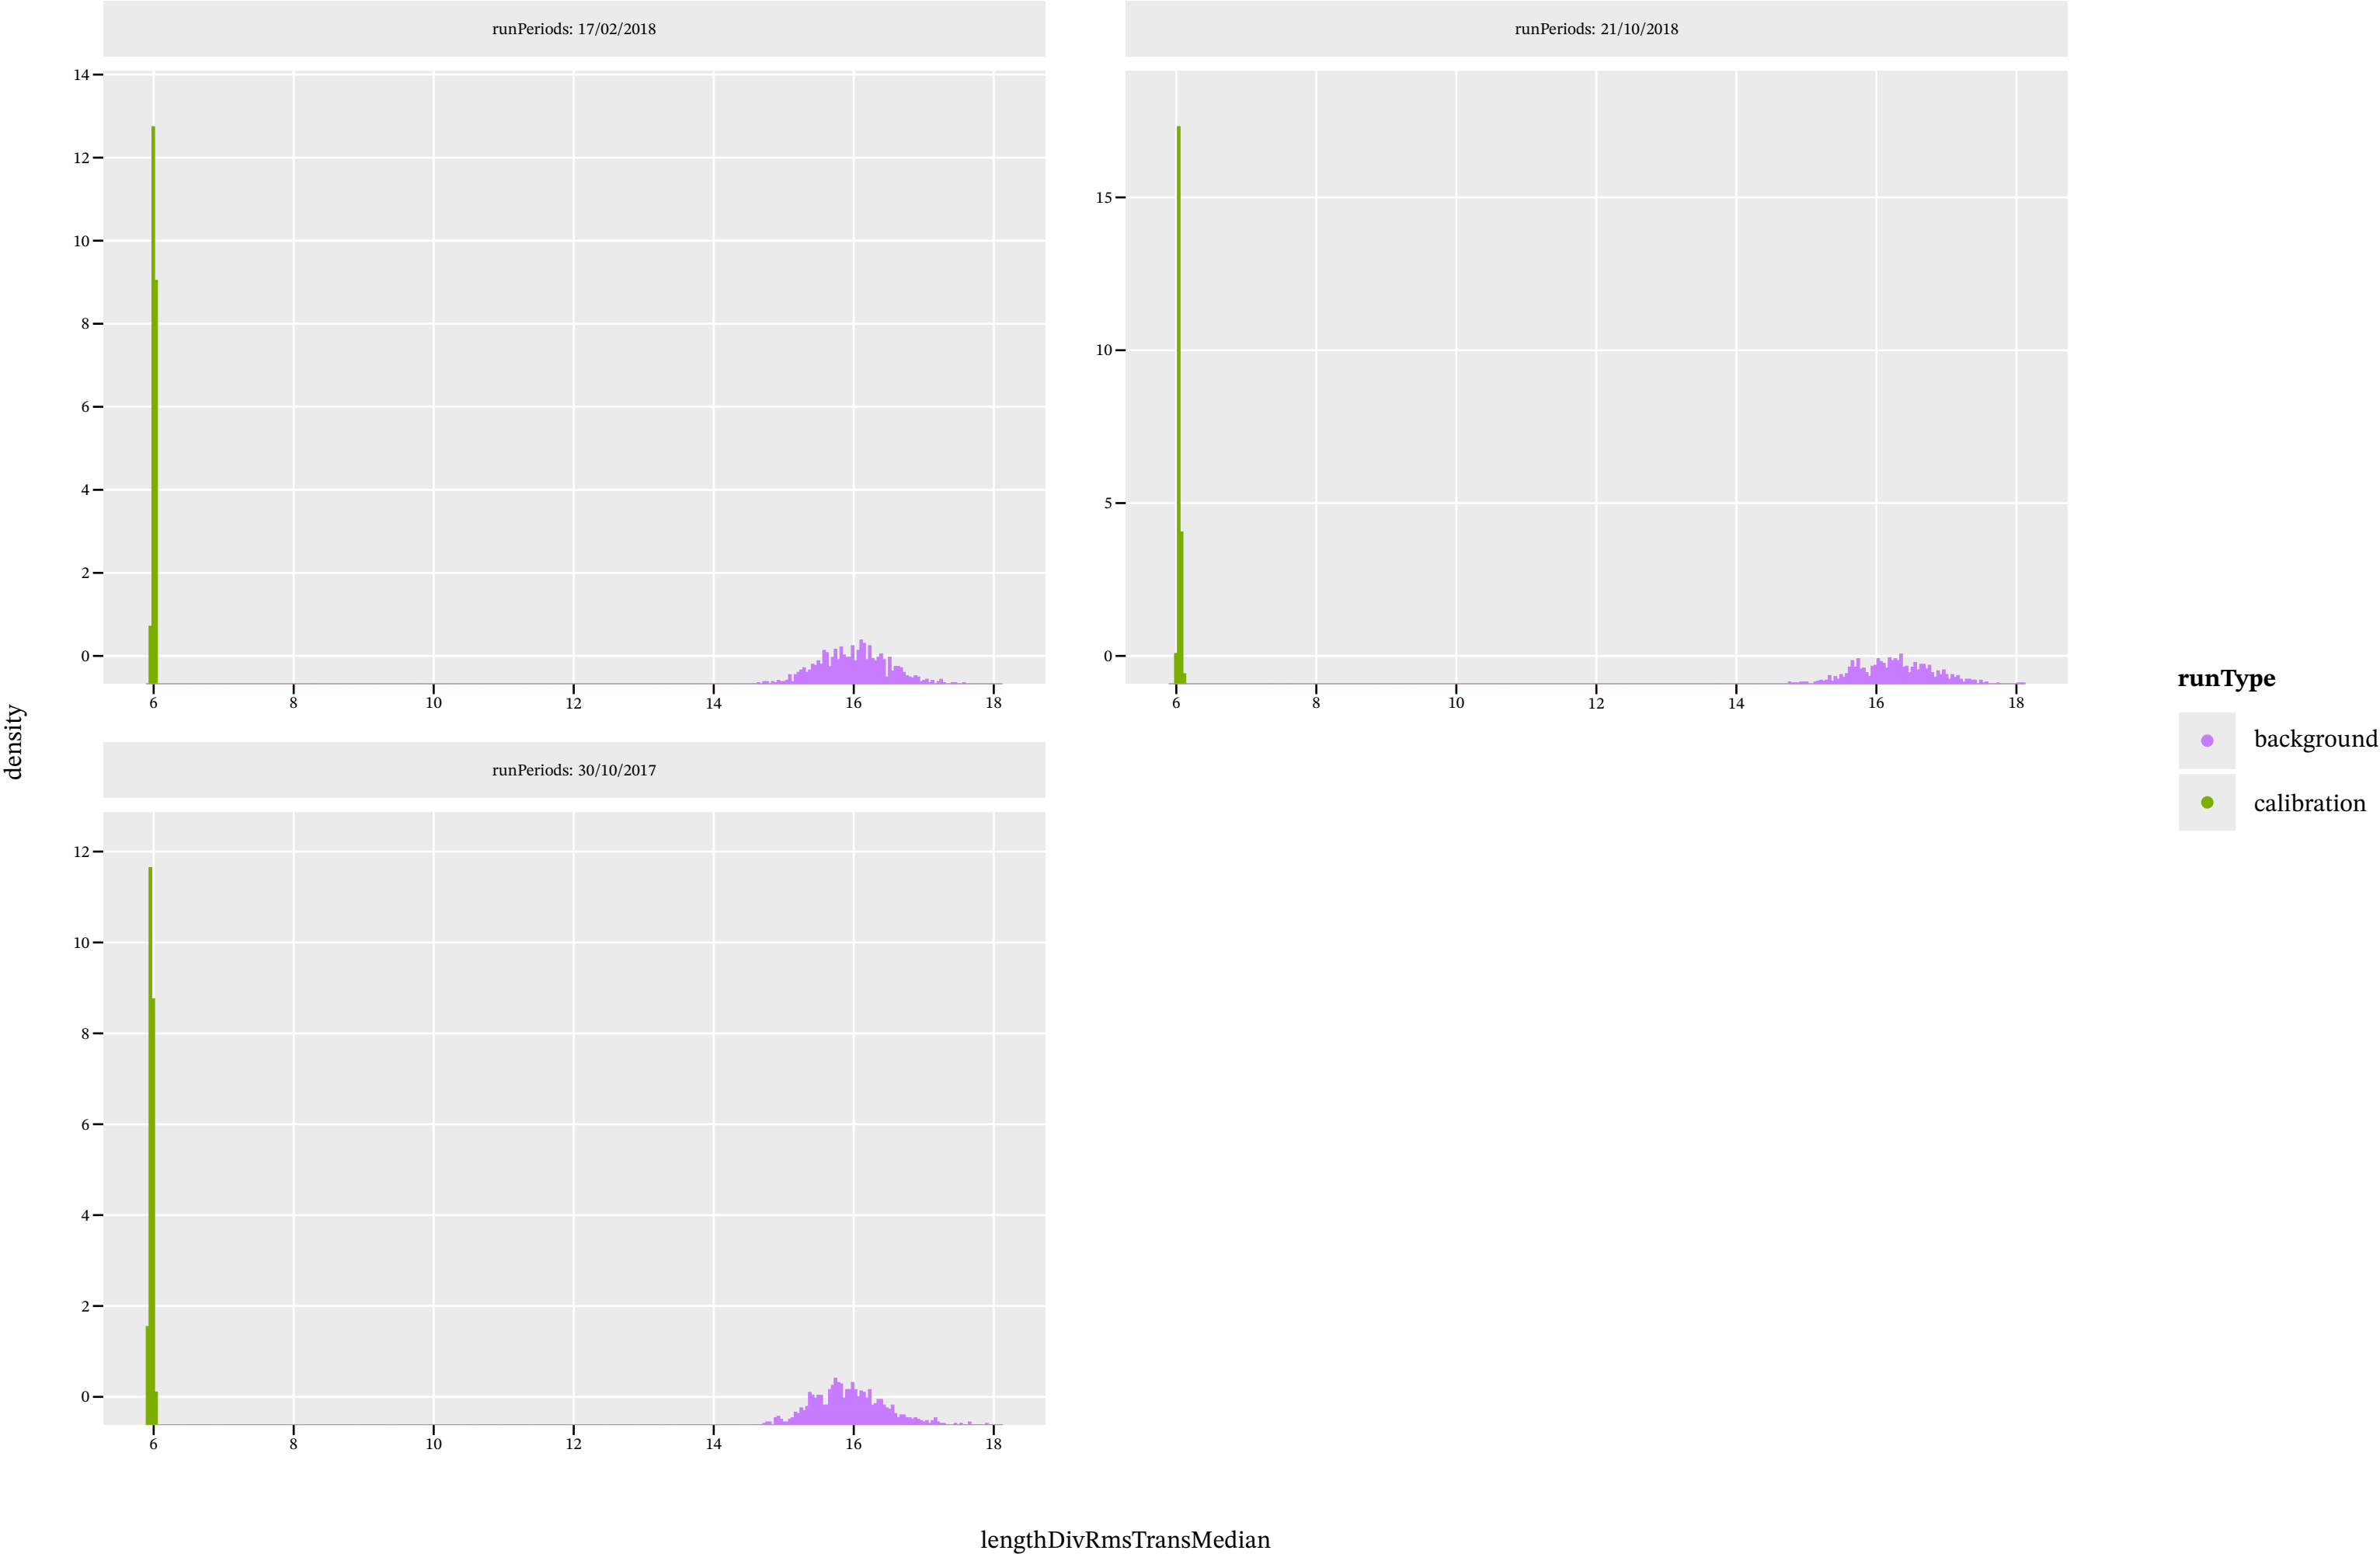 runPeriods: 17/02/2018
14
12
10
8
6
4
2
0
6 8 10 12 14 16 18
runPeriods: 21/10/2018
15
10
5
0
6 8 10 12 14 16 18
runPeriods: 30/10/2017
12
10
8
6
4
2
0
6 8 10 12 14 16 18
density
lengthDivRmsTransMedian
runType
background
calibration